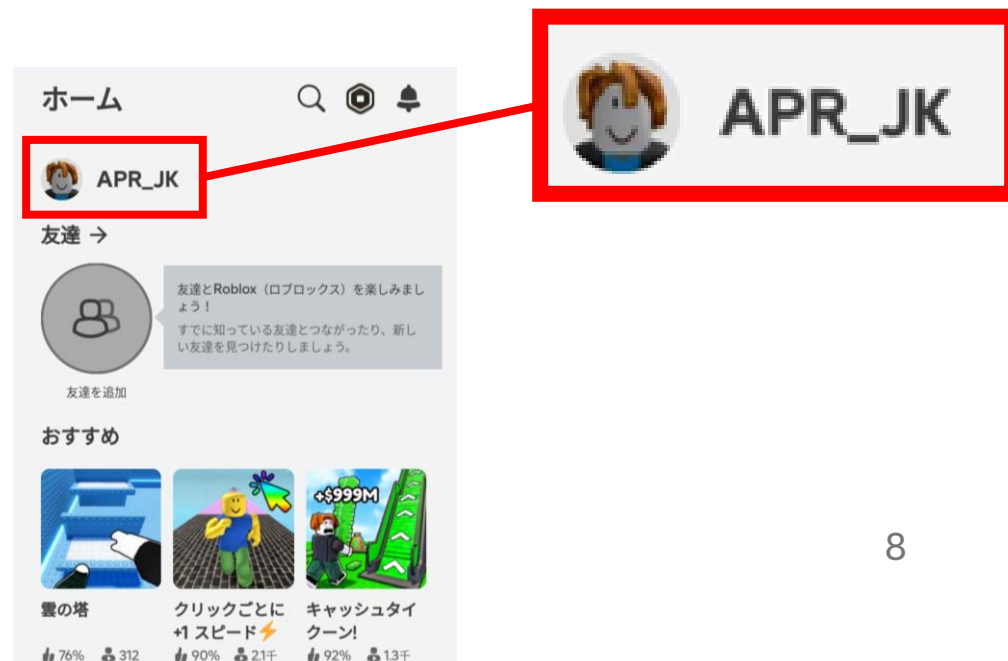 ホーム
APR_JK
APR_JK
友達 →
友達とRoblox（ロブロックス）を楽しみまし
ょう！
すでに知っている友達とつながったり、新し
い友達を見つけたりしましょう。
友達を追加
おすすめ
+$999M
雲の塔
クリックごとに
+1 スピード⚡
キャッシュタイ
クーン!
76% 312
90% 2.1千
92% 1.3千
8